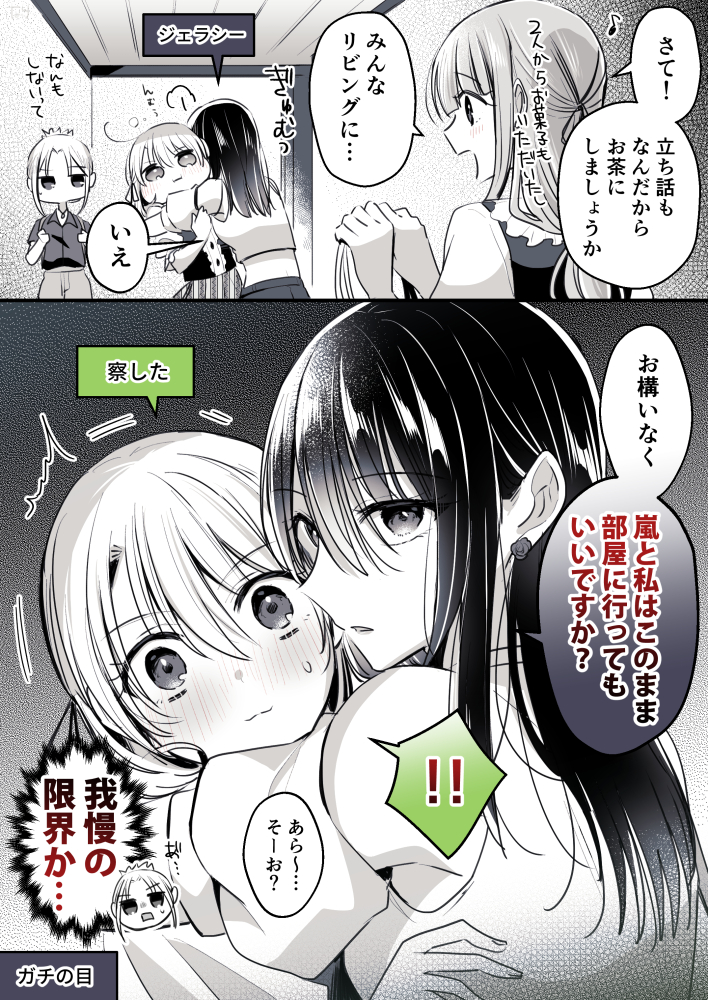 さて!
立ち話も
なんだから
お茶に
しましょうか
♪
そこからお菓子も
いただいたし
みんな
リビングに…
ぎゅむっ
ジェラシー
んむぅ
いえ
なんも
しないって
お構いなく
嵐と私はこのまま
部屋に行っても
いいですか?
察した
!!
あら〜…
そーお?
我慢の
限界か…
ガチの目